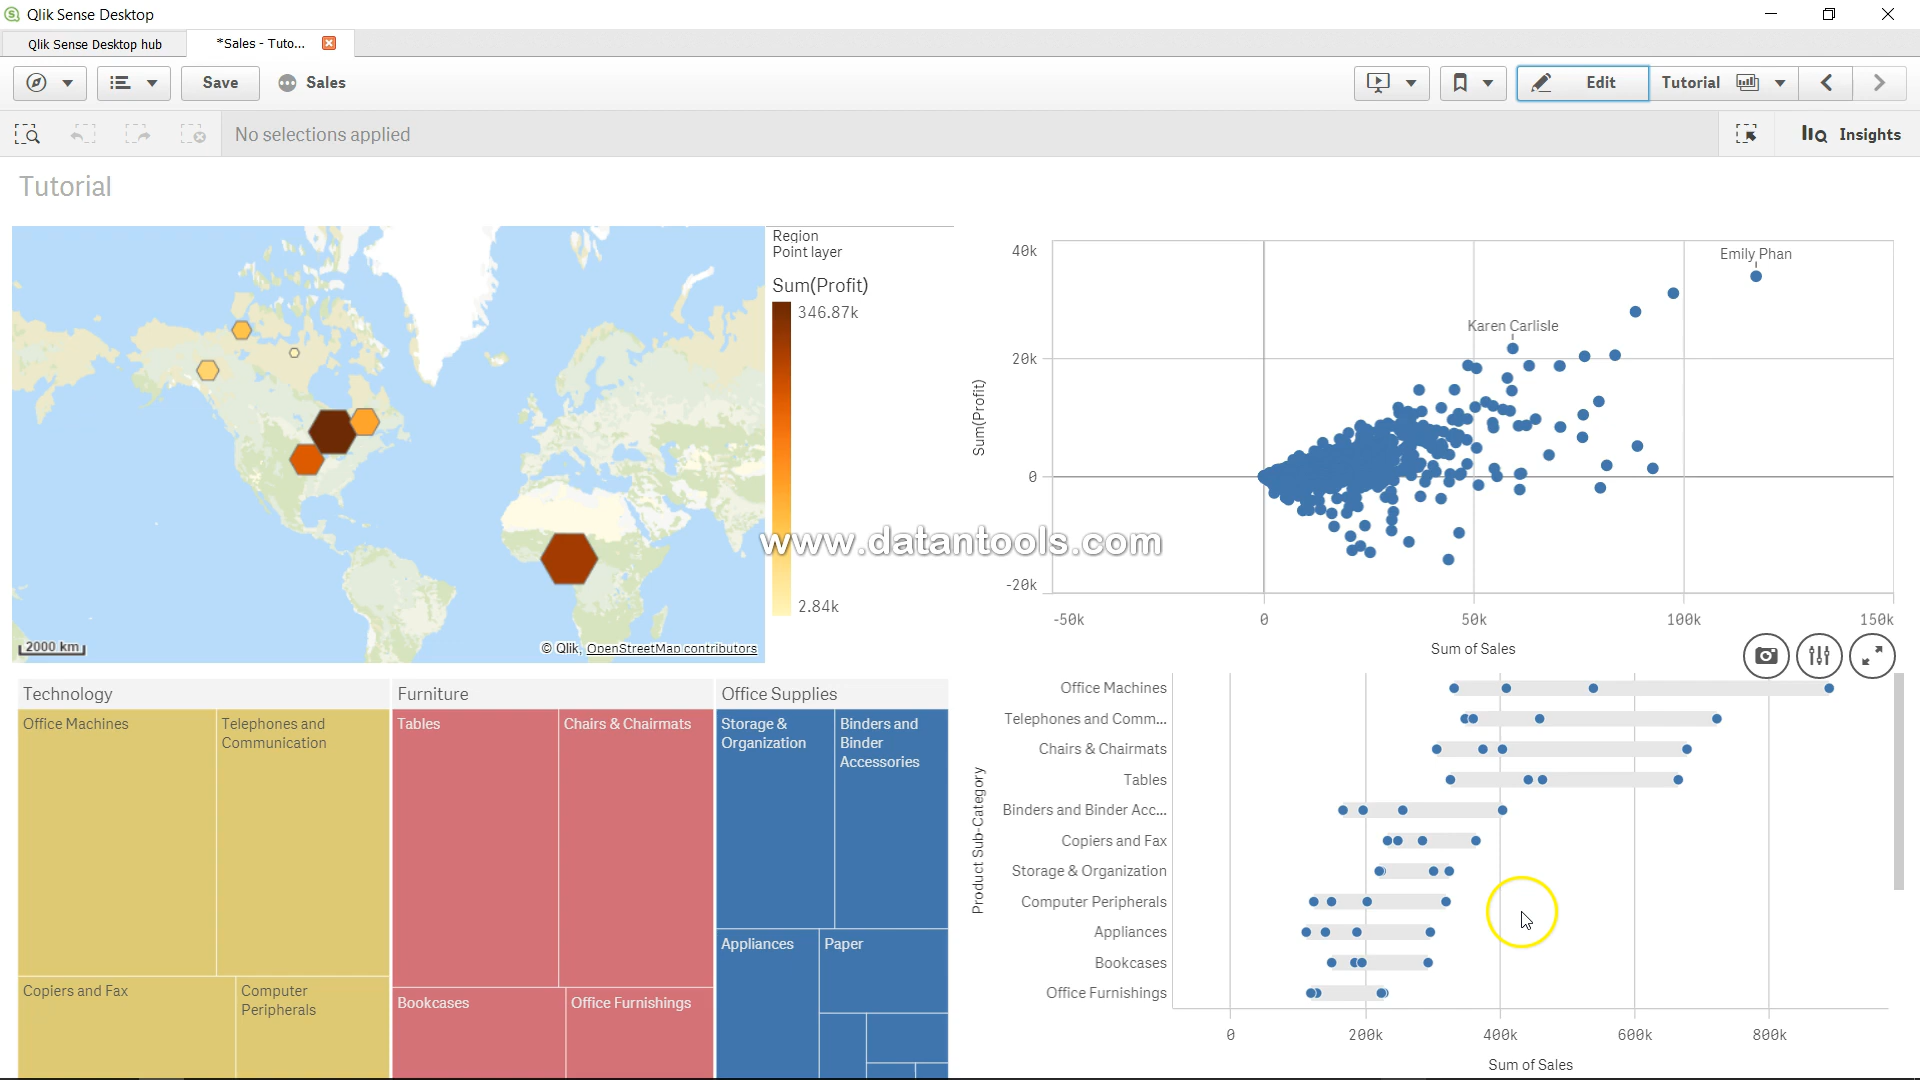 Qlik Sense Desktop
Qlik Sense Desktop hub
*Sales - Tuto...
Save
Sales
Edit
Tutorial
No selections applied
Insights
Tutorial
Region
Point layer
Sum(Profit)
346.87k
2.84k
2000 km
© Qlik, OpenStreetMap contributors
40k
20k
0
-20k
Sum(Profit)
Emily Phan
Karen Carlisle
-50k 0 50k 100k 150k
Sum of Sales
www.datantools.com
Technology
Office Machines
Telephones and
Communication
Copiers and Fax
Computer
Peripherals
Furniture
Tables
Chairs & Chairmats
Bookcases
Office Furnishings
Office Supplies
Storage &
Organization
Binders and
Binder
Accessories
Appliances
Paper
Product Sub-Category
Office Machines
Telephones and Comm...
Chairs & Chairmats
Tables
Binders and Binder Acc...
Copiers and Fax
Storage & Organization
Computer Peripherals
Appliances
Bookcases
Office Furnishings
0 200k 400k 600k 800k
Sum of Sales